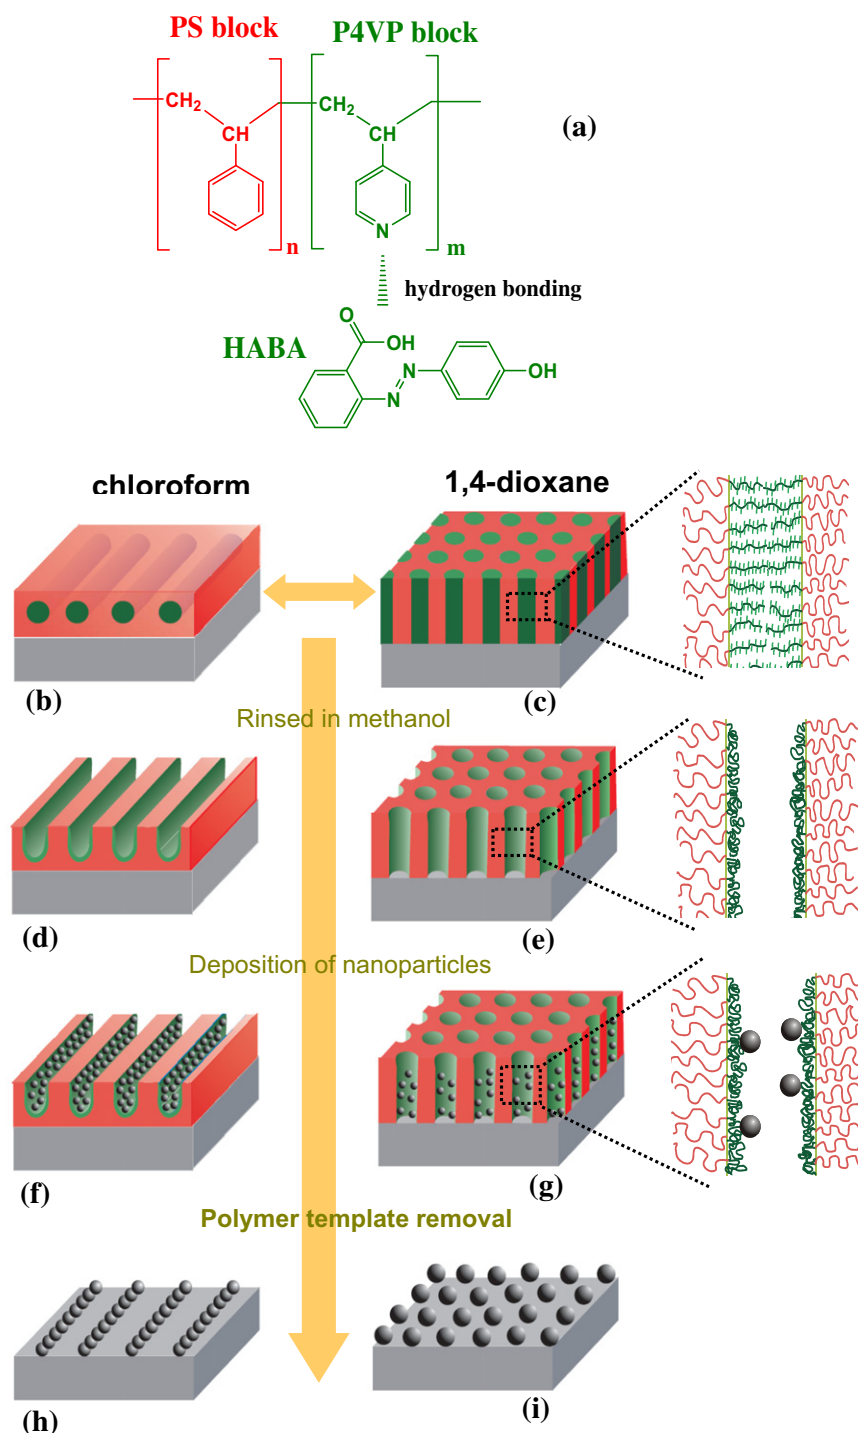 PS block P4VP block
CH₂ CH₂
CH CH
(a)
N
n m
hydrogen bonding
O
OH
HABA
N
N
OH
chloroform 1,4-dioxane
(b) (c)
Rinsed in methanol
(d) (e)
Deposition of nanoparticles
(f) (g)
Polymer template removal
(h) (i)